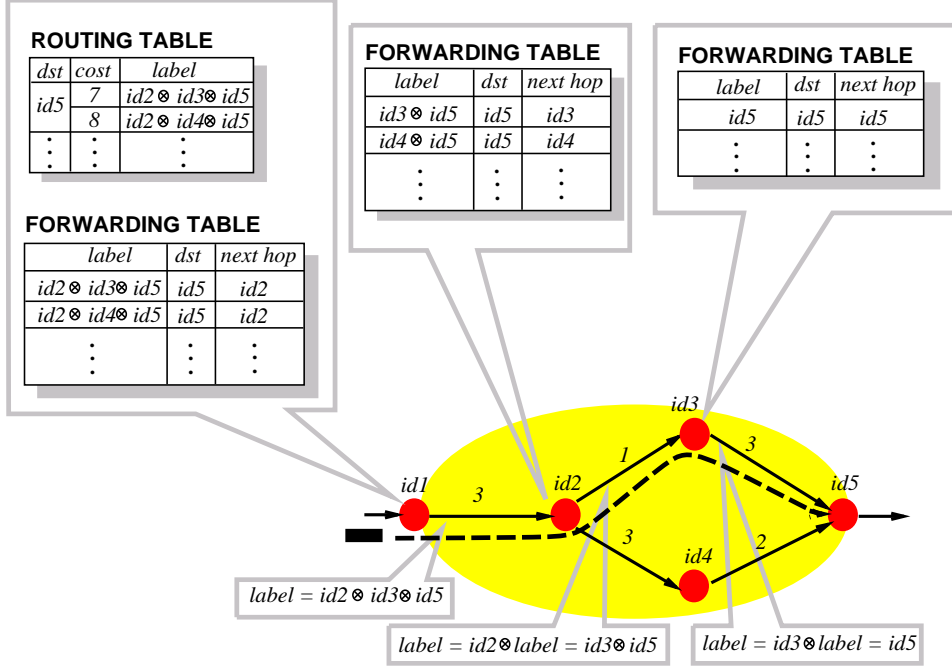 ROUTING TABLE
dst cost label
id5 7 id2 ⊗ id3 ⊗ id5
8 id2 ⊗ id4 ⊗ id5
FORWARDING TABLE
label dst next hop
id2 ⊗ id3 ⊗ id5 id5 id2
id2 ⊗ id4 ⊗ id5 id5 id2
FORWARDING TABLE
label dst next hop
id3 ⊗ id5 id5 id3
id4 ⊗ id5 id5 id4
FORWARDING TABLE
label dst next hop
id5 id5 id5
id3
1
3
id1
3
id2
id5
3
id4
2
label = id2 ⊗ id3 ⊗ id5
label = id2 ⊗ label = id3 ⊗ id5
label = id3 ⊗ label = id5